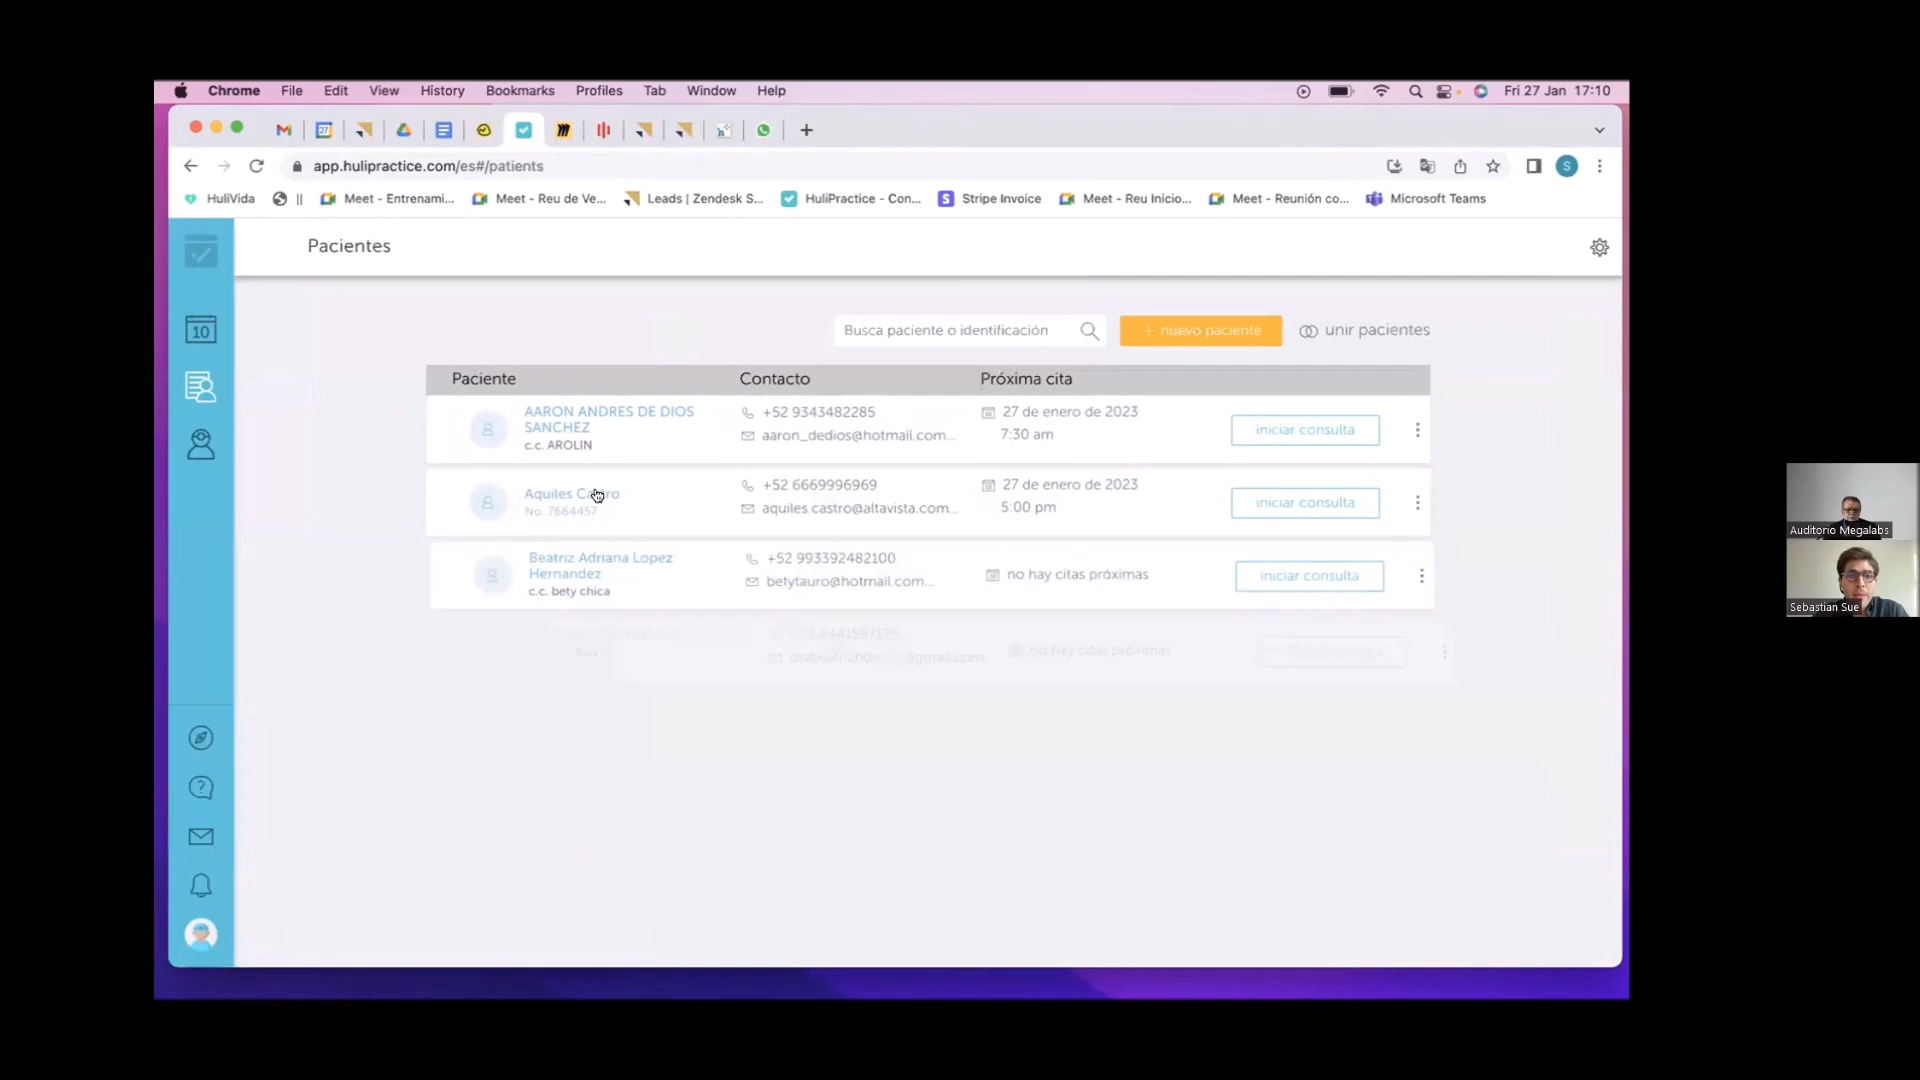 Chrome File Edit View History Bookmarks Profiles Tab Window Help
Fri 27 Jan 17:10
app.hulipractice.com/es#/patients
S
HuliVida
||
Meet - Entrenami...
Meet - Reu de Ve...
Leads | Zendesk S...
HuliPractice - Con...
Stripe Invoice
Meet - Reu Inicio...
Meet - Reunión co...
Microsoft Teams
Pacientes
10
Busca paciente o identificación
+ nuevo paciente
unir pacientes
Paciente Contacto Próxima cita
AARON ANDRES DE DIOS
SANCHEZ
c.c. AROLIN
+52 9343482285
aaron_dedios@hotmail.com...
27 de enero de 2023
7:30 am
iniciar consulta
Aquiles Castro
No. 7664457
+52 6669996969
aquiles.castro@altavista.com...
27 de enero de 2023
5:00 pm
iniciar consulta
Beatriz Adriana Lopez
Hernandez
c.c. bety chica
+52 993392482100
betytauro@hotmail.com...
no hay citas próximas
iniciar consulta
no hay citas próximas
Auditorio Megalabs
Sebastian Sue